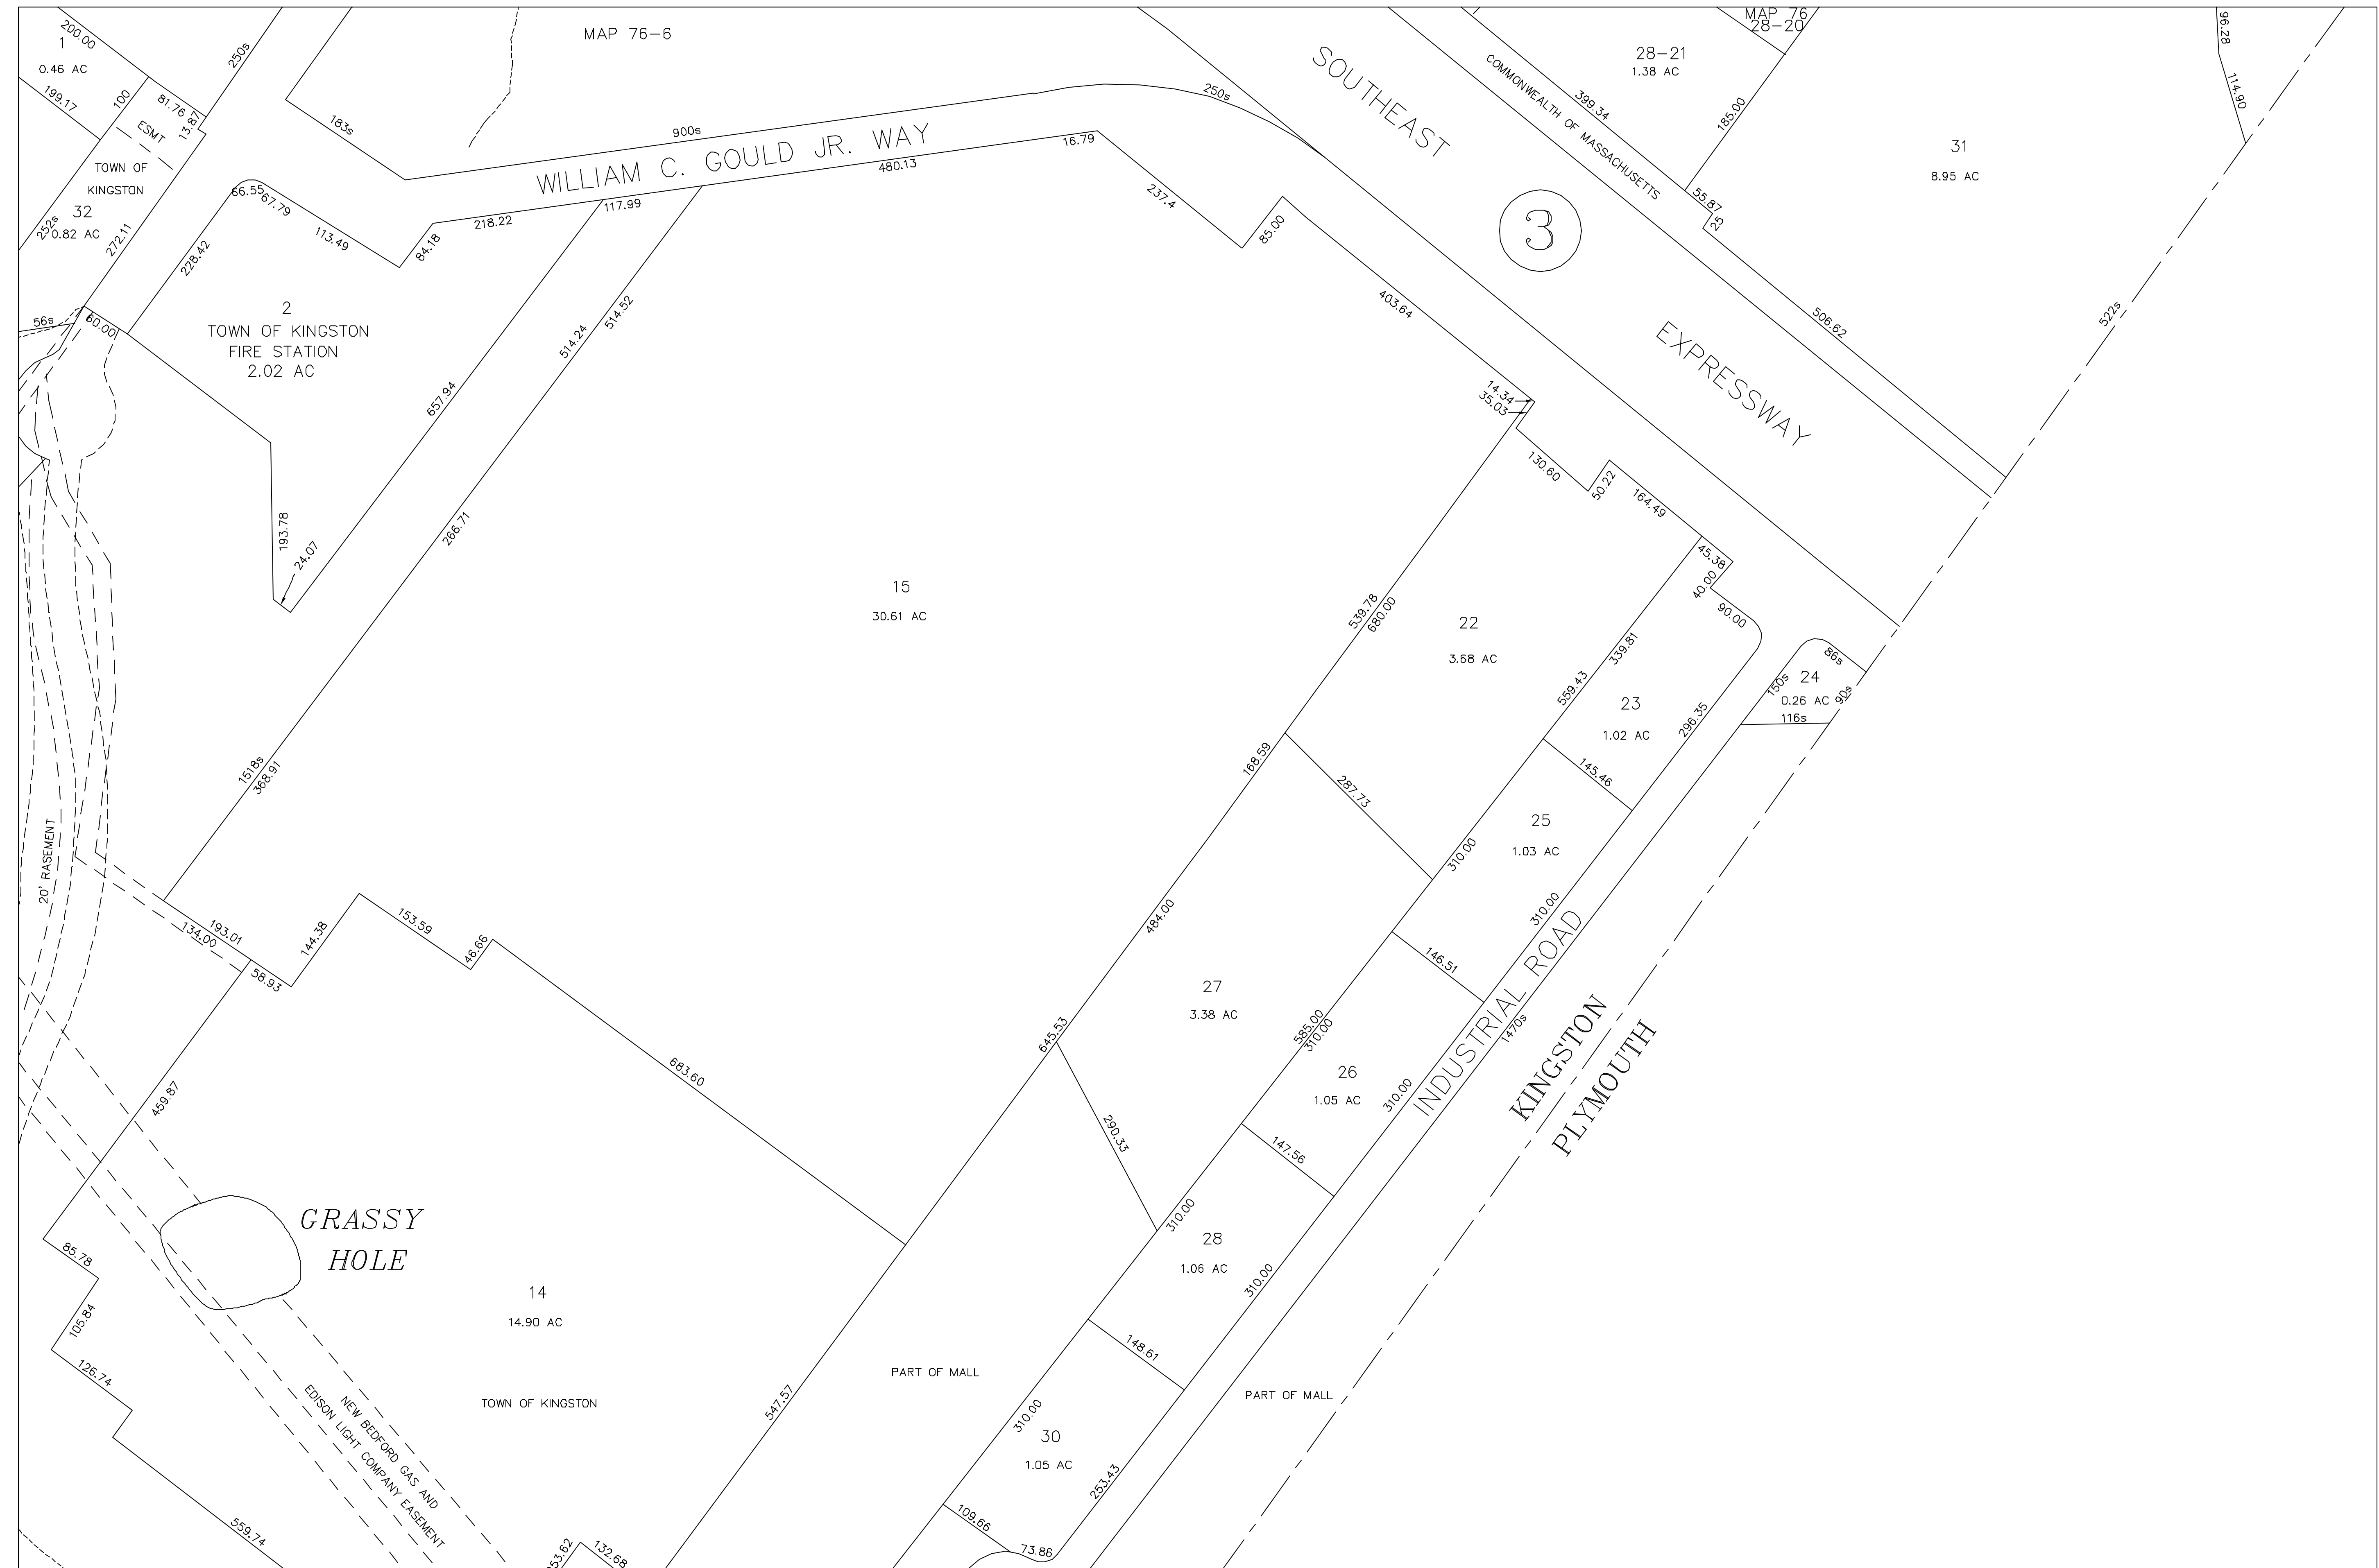 MAP 76-6
MAP 76
28-20
200.00
1
0.46 AC
199.17
100
250s
81.76
13.87
ESMT
TOWN OF
KINGSTON
32
0.82 AC
252s
272.11
183s
900s
250s
WILLIAM C. GOULD JR. WAY
16.79
480.13
117.99
218.22
84.18
66.55
67.79
113.49
228.42
60.00
56s
2
TOWN OF KINGSTON
FIRE STATION
2.02 AC
193.78
24.07
657.94
514.24
514.52
266.71
1518s
368.91
237.4
85.00
403.64
14.34
35.03
130.60
50.22
164.49
45.38
40.00
90.00
SOUTHEAST
EXPRESSWAY
3
COMMONWEALTH OF MASSACHUSETTS
28-21
1.38 AC
399.34
185.00
55.87
25
506.62
31
8.95 AC
96.28
114.90
522s
15
30.61 AC
539.78
680.00
22
3.68 AC
559.43
339.81
23
1.02 AC
296.35
145.46
24
0.26 AC
86s
150s
90s
116s
168.59
287.73
310.00
25
1.03 AC
310.00
146.51
484.00
27
3.38 AC
645.53
290.33
585.00
310.00
26
1.05 AC
310.00
147.56
INDUSTRIAL ROAD
1470s
KINGSTON
PLYMOUTH
310.00
28
1.06 AC
310.00
148.61
310.00
30
1.05 AC
253.43
109.66
73.86
PART OF MALL
PART OF MALL
20' RASEMENT
193.01
134.00
58.93
144.38
153.59
46.66
683.60
459.87
85.78
105.84
126.74
559.74
GRASSY
HOLE
14
14.90 AC
TOWN OF KINGSTON
547.57
NEW BEDFORD GAS AND
EDISON LIGHT COMPANY EASEMENT
53.62
132.68